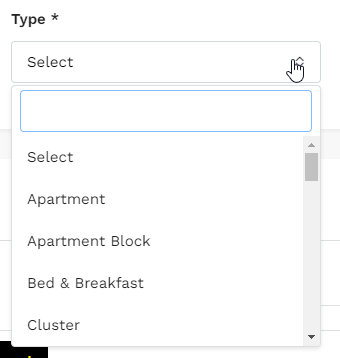 Type *
Select
Select
Apartment
Apartment Block
Bed & Breakfast
Cluster